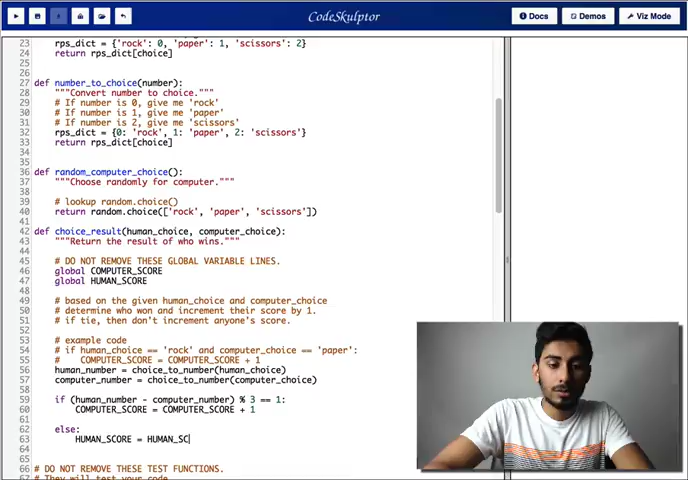 CodeSkulptor
Docs
Demos
Viz Mode
23 rps_dict = {'rock': 0, 'paper': 1, 'scissors': 2}
24 return rps_dict[choice]
25
26
27 def number_to_choice(number):
28 """Convert number to choice."""
29 # If number is 0, give me 'rock'
30 # If number is 1, give me 'paper'
31 # If number is 2, give me 'scissors'
32 rps_dict = {0: 'rock', 1: 'paper', 2: 'scissors'}
33 return rps_dict[choice]
34
35
36 def random_computer_choice():
37 """Choose randomly for computer."""
38
39 # lookup random.choice()
40 return random.choice(['rock', 'paper', 'scissors'])
41
42 def choice_result(human_choice, computer_choice):
43 """Return the result of who wins."""
44
45 # DO NOT REMOVE THESE GLOBAL VARIABLE LINES.
46 global COMPUTER_SCORE
47 global HUMAN_SCORE
48
49 # based on the given human_choice and computer_choice
50 # determine who won and increment their score by 1.
51 # if tie, then don't increment anyone's score.
52
53 # example code
54 # if human_choice == 'rock' and computer_choice == 'paper':
55 # COMPUTER_SCORE = COMPUTER_SCORE + 1
56 human_number = choice_to_number(human_choice)
57 computer_number = choice_to_number(computer_choice)
58
59 if (human_number - computer_number) % 3 == 1:
60 COMPUTER_SCORE = COMPUTER_SCORE + 1
61
62 else:
63 HUMAN_SCORE = HUMAN_SC
64
65
66 # DO NOT REMOVE THESE TEST FUNCTIONS.
67 # They will test your code.